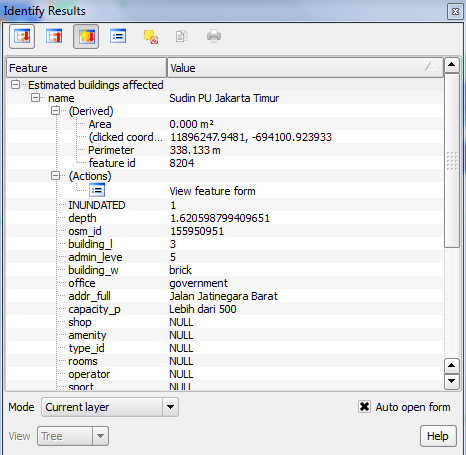 Identify Results
Feature Value
Estimated buildings affected
name Sudin PU Jakarta Timur
(Derived)
Area 0.000 m²
(clicked coord... 11896247.9481, -694100.923933
Perimeter 338.133 m
feature id 8204
(Actions)
View feature form
INUNDATED 1
depth 1.620598799409651
osm_id 155950951
building_l 3
admin_leve 5
building_w brick
office government
addr_full Jalan Jatinegara Barat
capacity_p Lebih dari 500
shop NULL
amenity NULL
type_id NULL
rooms NULL
operator NULL
sport NULL
Mode Current layer Auto open form
View Tree Help